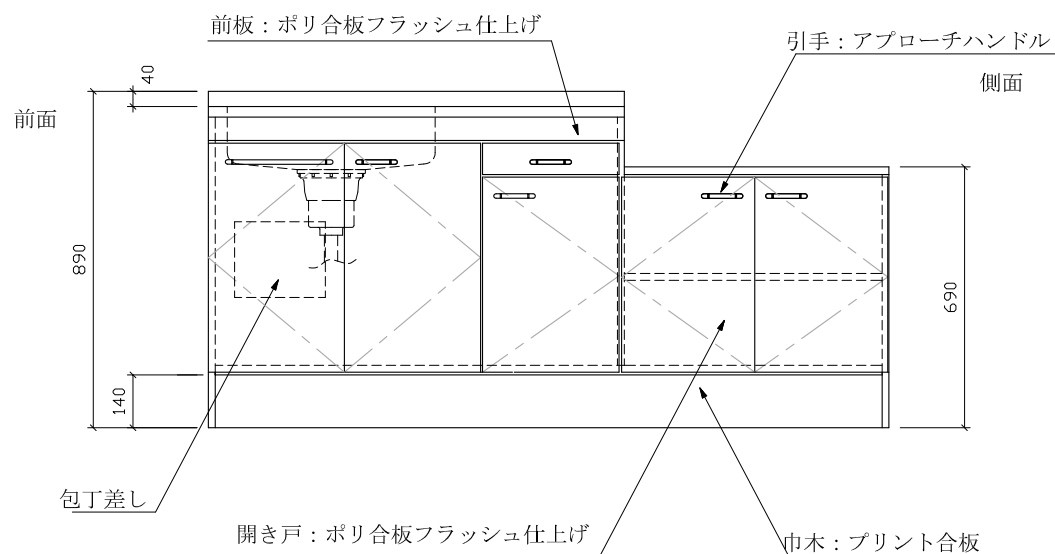 前板：ポリ合板フラッシュ仕上げ
引手：アプローチハンドル
側面
前面
40
890
690
140
包丁差し
開き戸：ポリ合板フラッシュ仕上げ
巾木：プリント合板